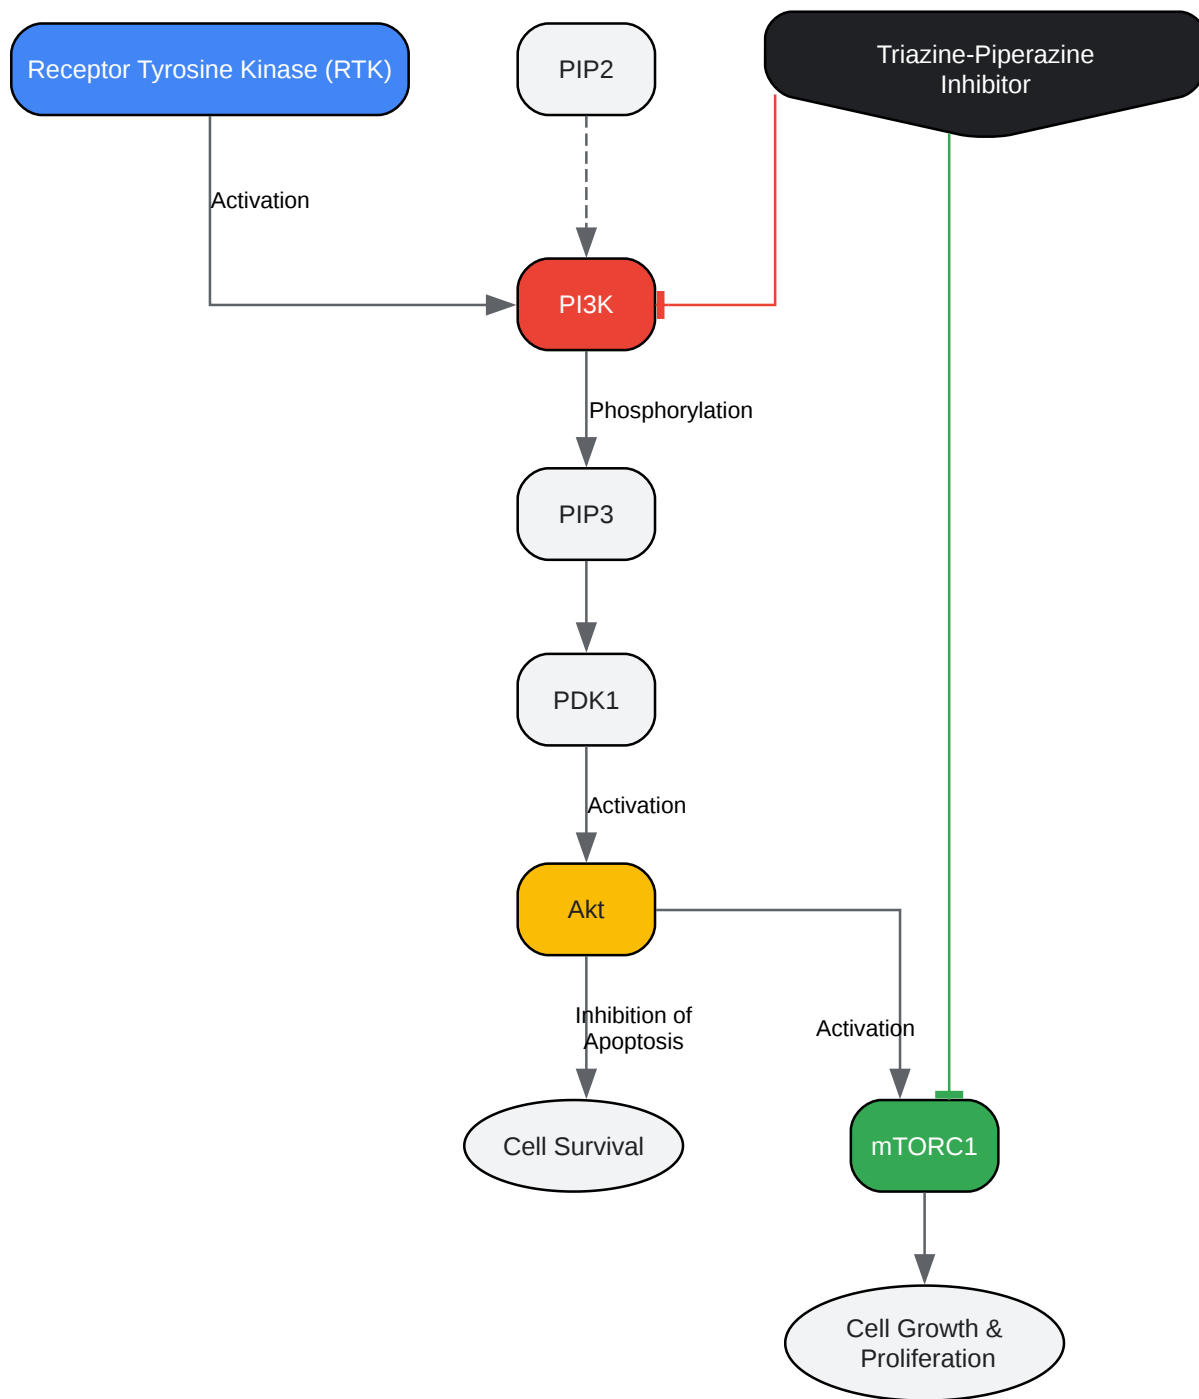 Receptor Tyrosine Kinase (RTK)
PIP2
Triazine-Piperazine
Inhibitor
Activation
PI3K
Phosphorylation
PIP3
PDK1
Activation
Akt
Inhibition of
Apoptosis
Activation
Cell Survival
mTORC1
Cell Growth &
Proliferation